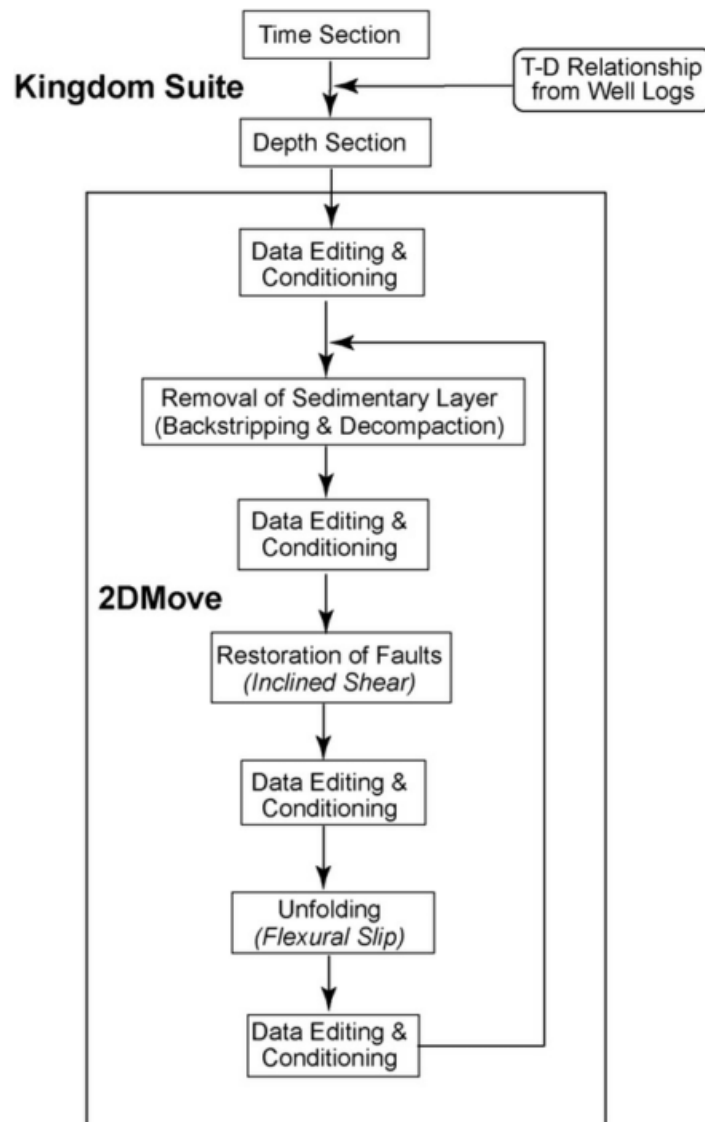 Time Section
Kingdom Suite
T-D Relationship
from Well Logs
Depth Section
Data Editing &
Conditioning
Removal of Sedimentary Layer
(Backstripping & Decompaction)
Data Editing &
Conditioning
2DMove
Restoration of Faults
(Inclined Shear)
Data Editing &
Conditioning
Unfolding
(Flexural Slip)
Data Editing &
Conditioning